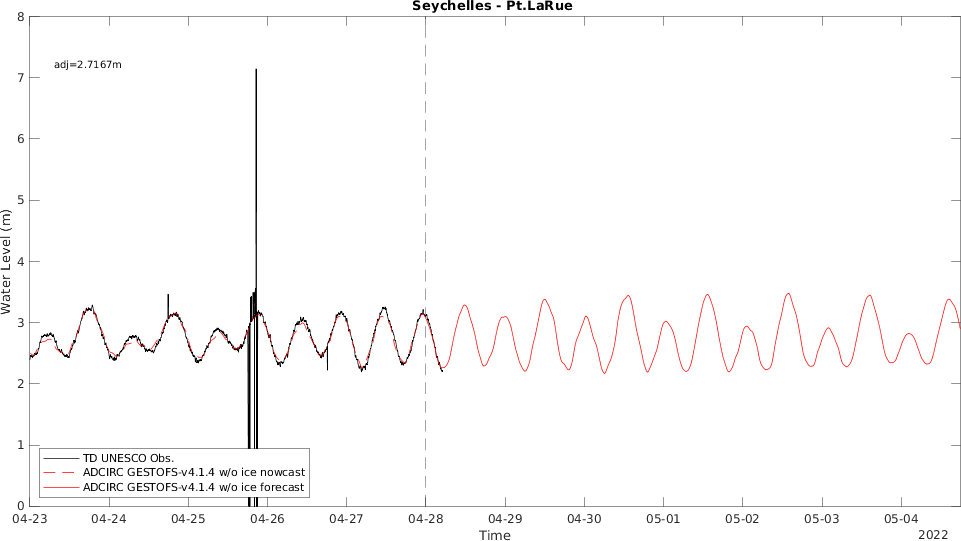 Seychelles - Pt.LaRue
8
adj=2.7167m
7
6
5
4
3
2
1
0
Water Level (m)
TD UNESCO Obs.
ADCIRC GESTOFS-v4.1.4 w/o ice nowcast
ADCIRC GESTOFS-v4.1.4 w/o ice forecast
04-23 04-24 04-25 04-26 04-27 04-28 04-29 04-30 05-01 05-02 05-03 05-04
Time
2022